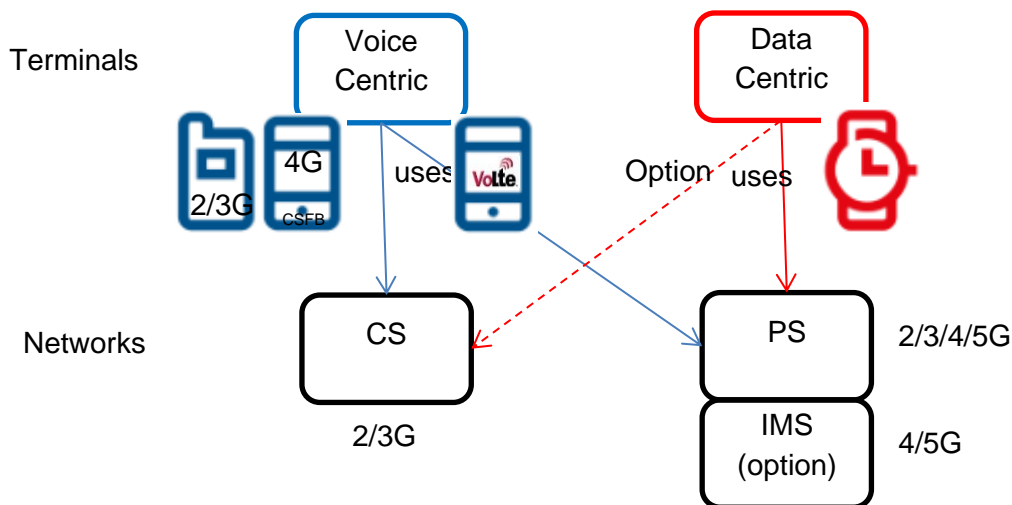 Terminals
Voice
Centric
Data
Centric
2/3G
4G
CSFB
uses
VoLte
Option
uses
Networks
CS
PS
2/3/4/5G
2/3G
IMS
(option)
4/5G